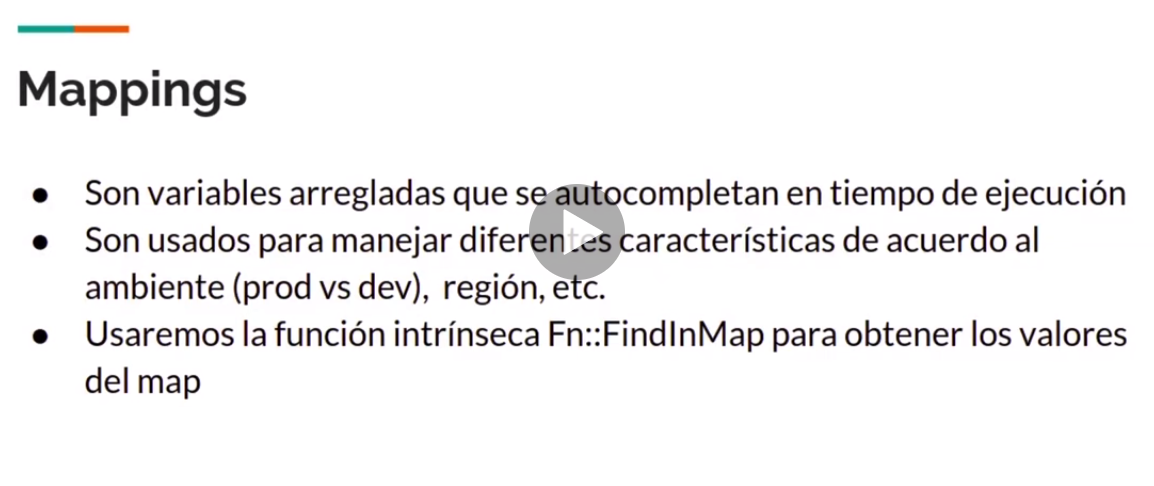 Mappings
● Son variables arregladas que se autocompletan en tiempo de ejecución
● Son usados para manejar diferentes características de acuerdo al
ambiente (prod vs dev),  región, etc.
● Usaremos la función intrínseca Fn::FindInMap para obtener los valores
del map